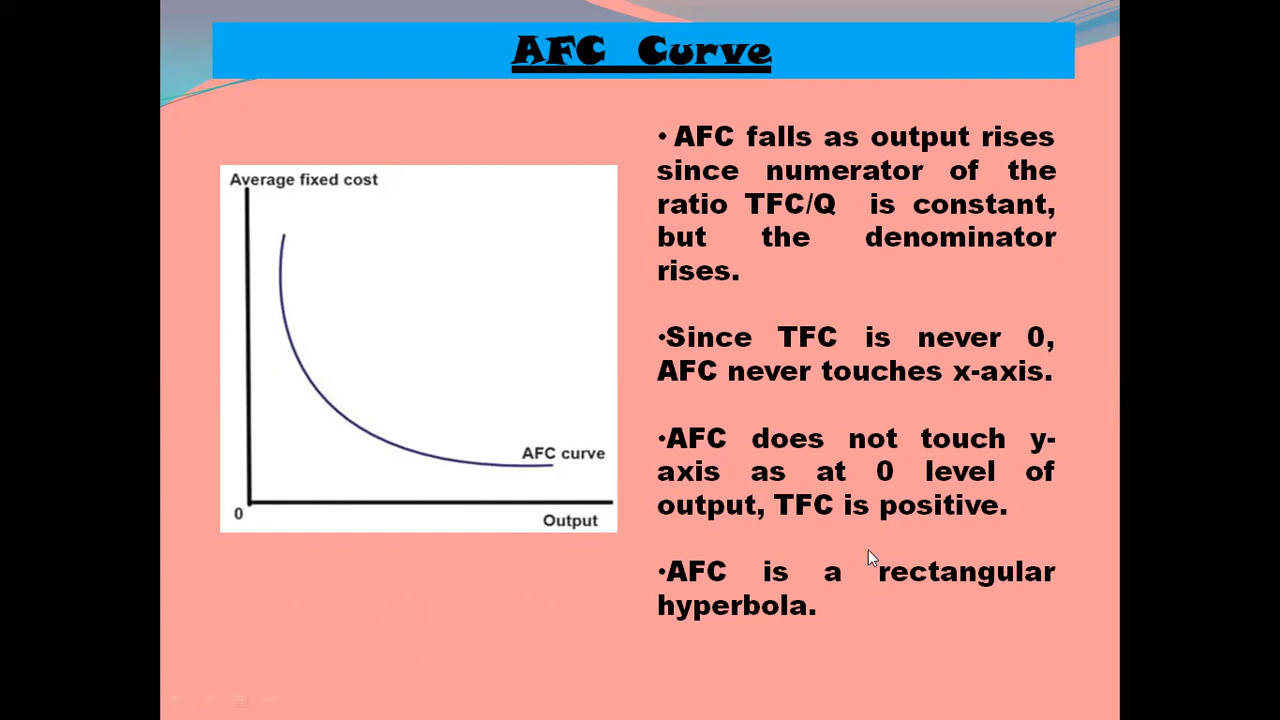 AFC Curve
Average fixed cost
AFC curve
0
Output
• AFC falls as output rises
since numerator of the
ratio TFC/Q is constant,
but the denominator
rises.
•Since TFC is never 0,
AFC never touches x-axis.
•AFC does not touch y-
axis as at 0 level of
output, TFC is positive.
•AFC is a rectangular
hyperbola.